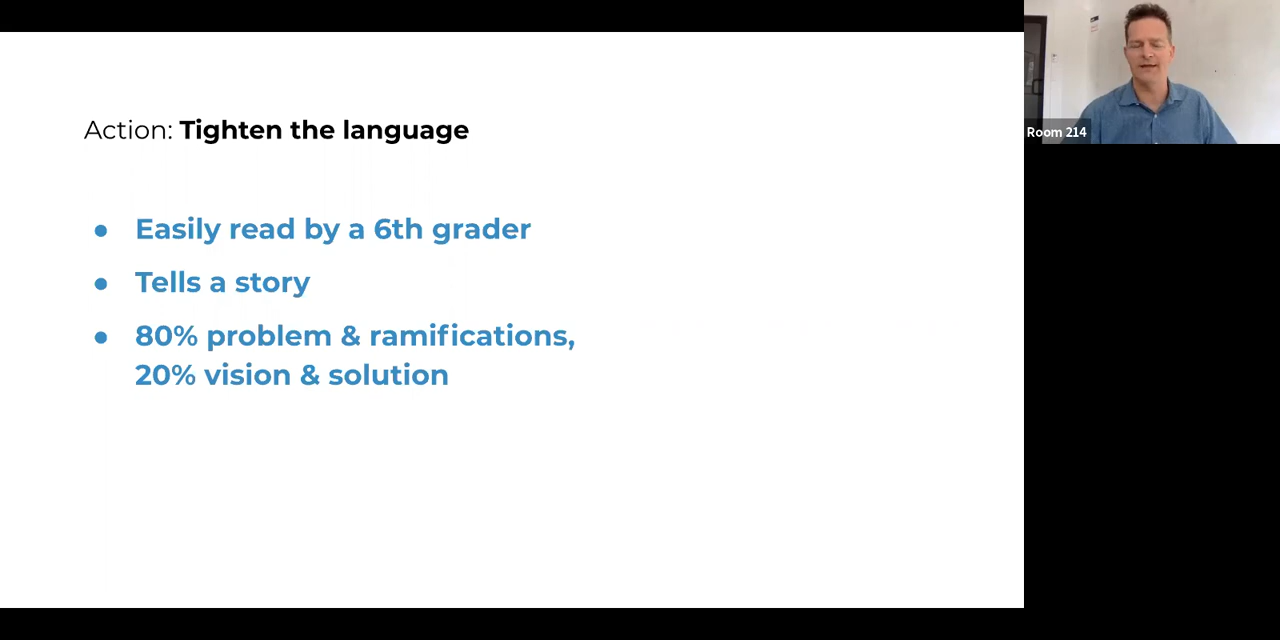 Action: Tighten the language
● Easily read by a 6th grader
● Tells a story
● 80% problem & ramifications,
20% vision & solution
Room 214